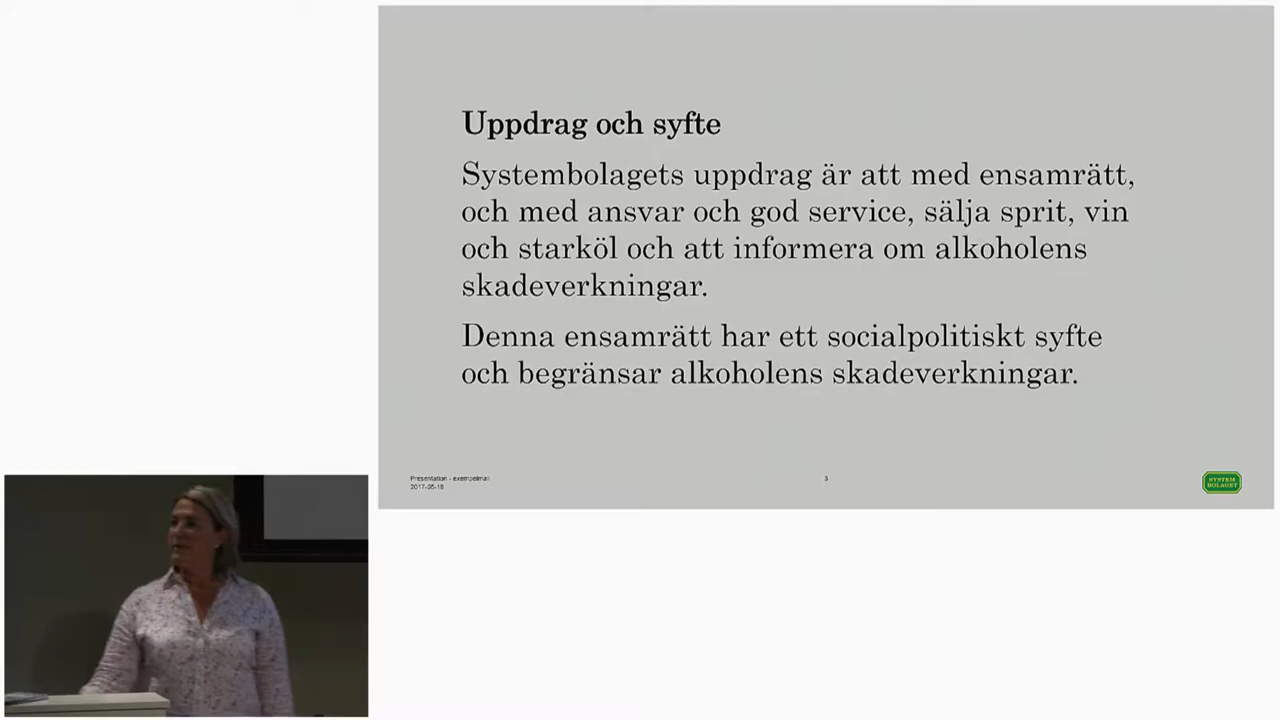 Uppdrag och syfte
Systembolagets uppdrag är att med ensamrätt,
och med ansvar och god service, sälja sprit, vin
och starköl och att informera om alkoholens
skadeverkningar.
Denna ensamrätt har ett socialpolitiskt syfte
och begränsar alkoholens skadeverkningar.
Presentation - exempelmall
2017-05-18
3
SYSTEM
BOLAGET